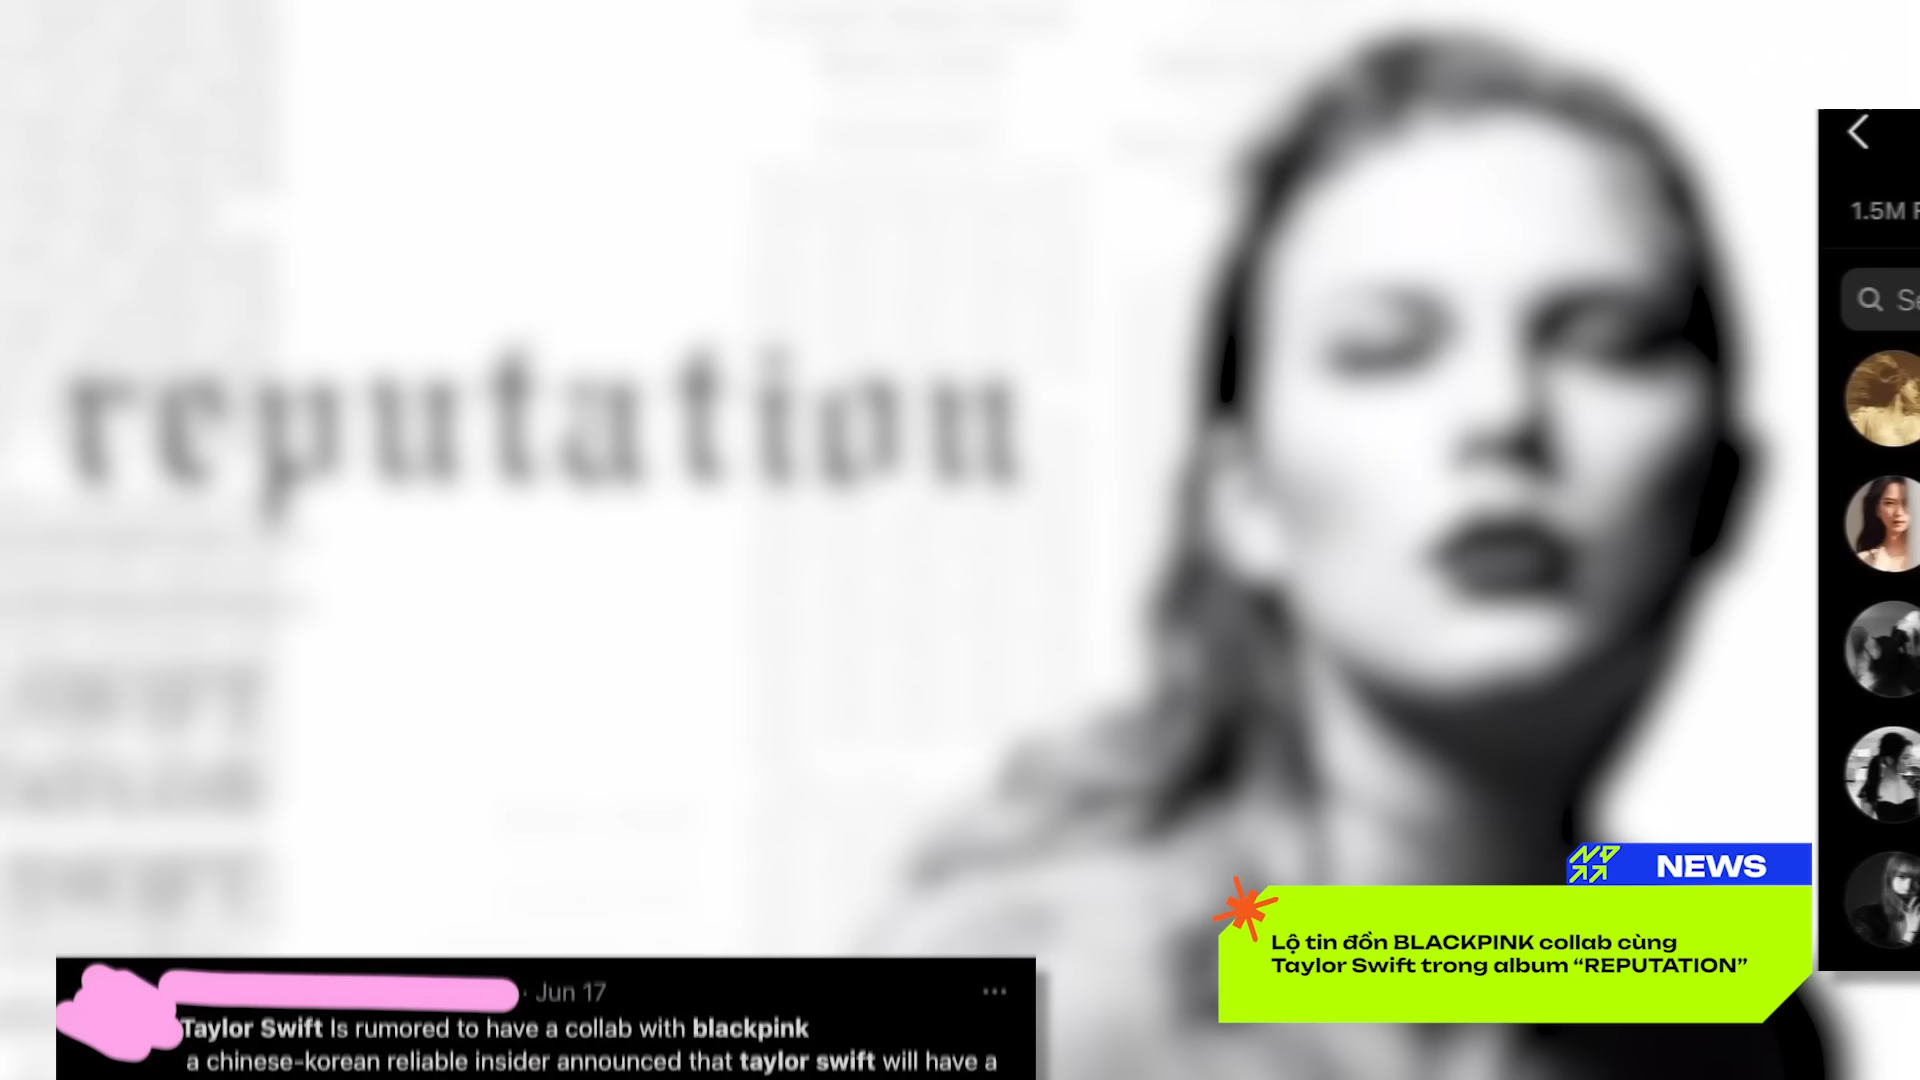 reputation
1.5M
NEWS
Lộ tin đồn BLACKPINK collab cùng
Taylor Swift trong album “REPUTATION”
· Jun 17 ...
Taylor Swift Is rumored to have a collab with blackpink
a chinese-korean reliable insider announced that taylor swift will have a